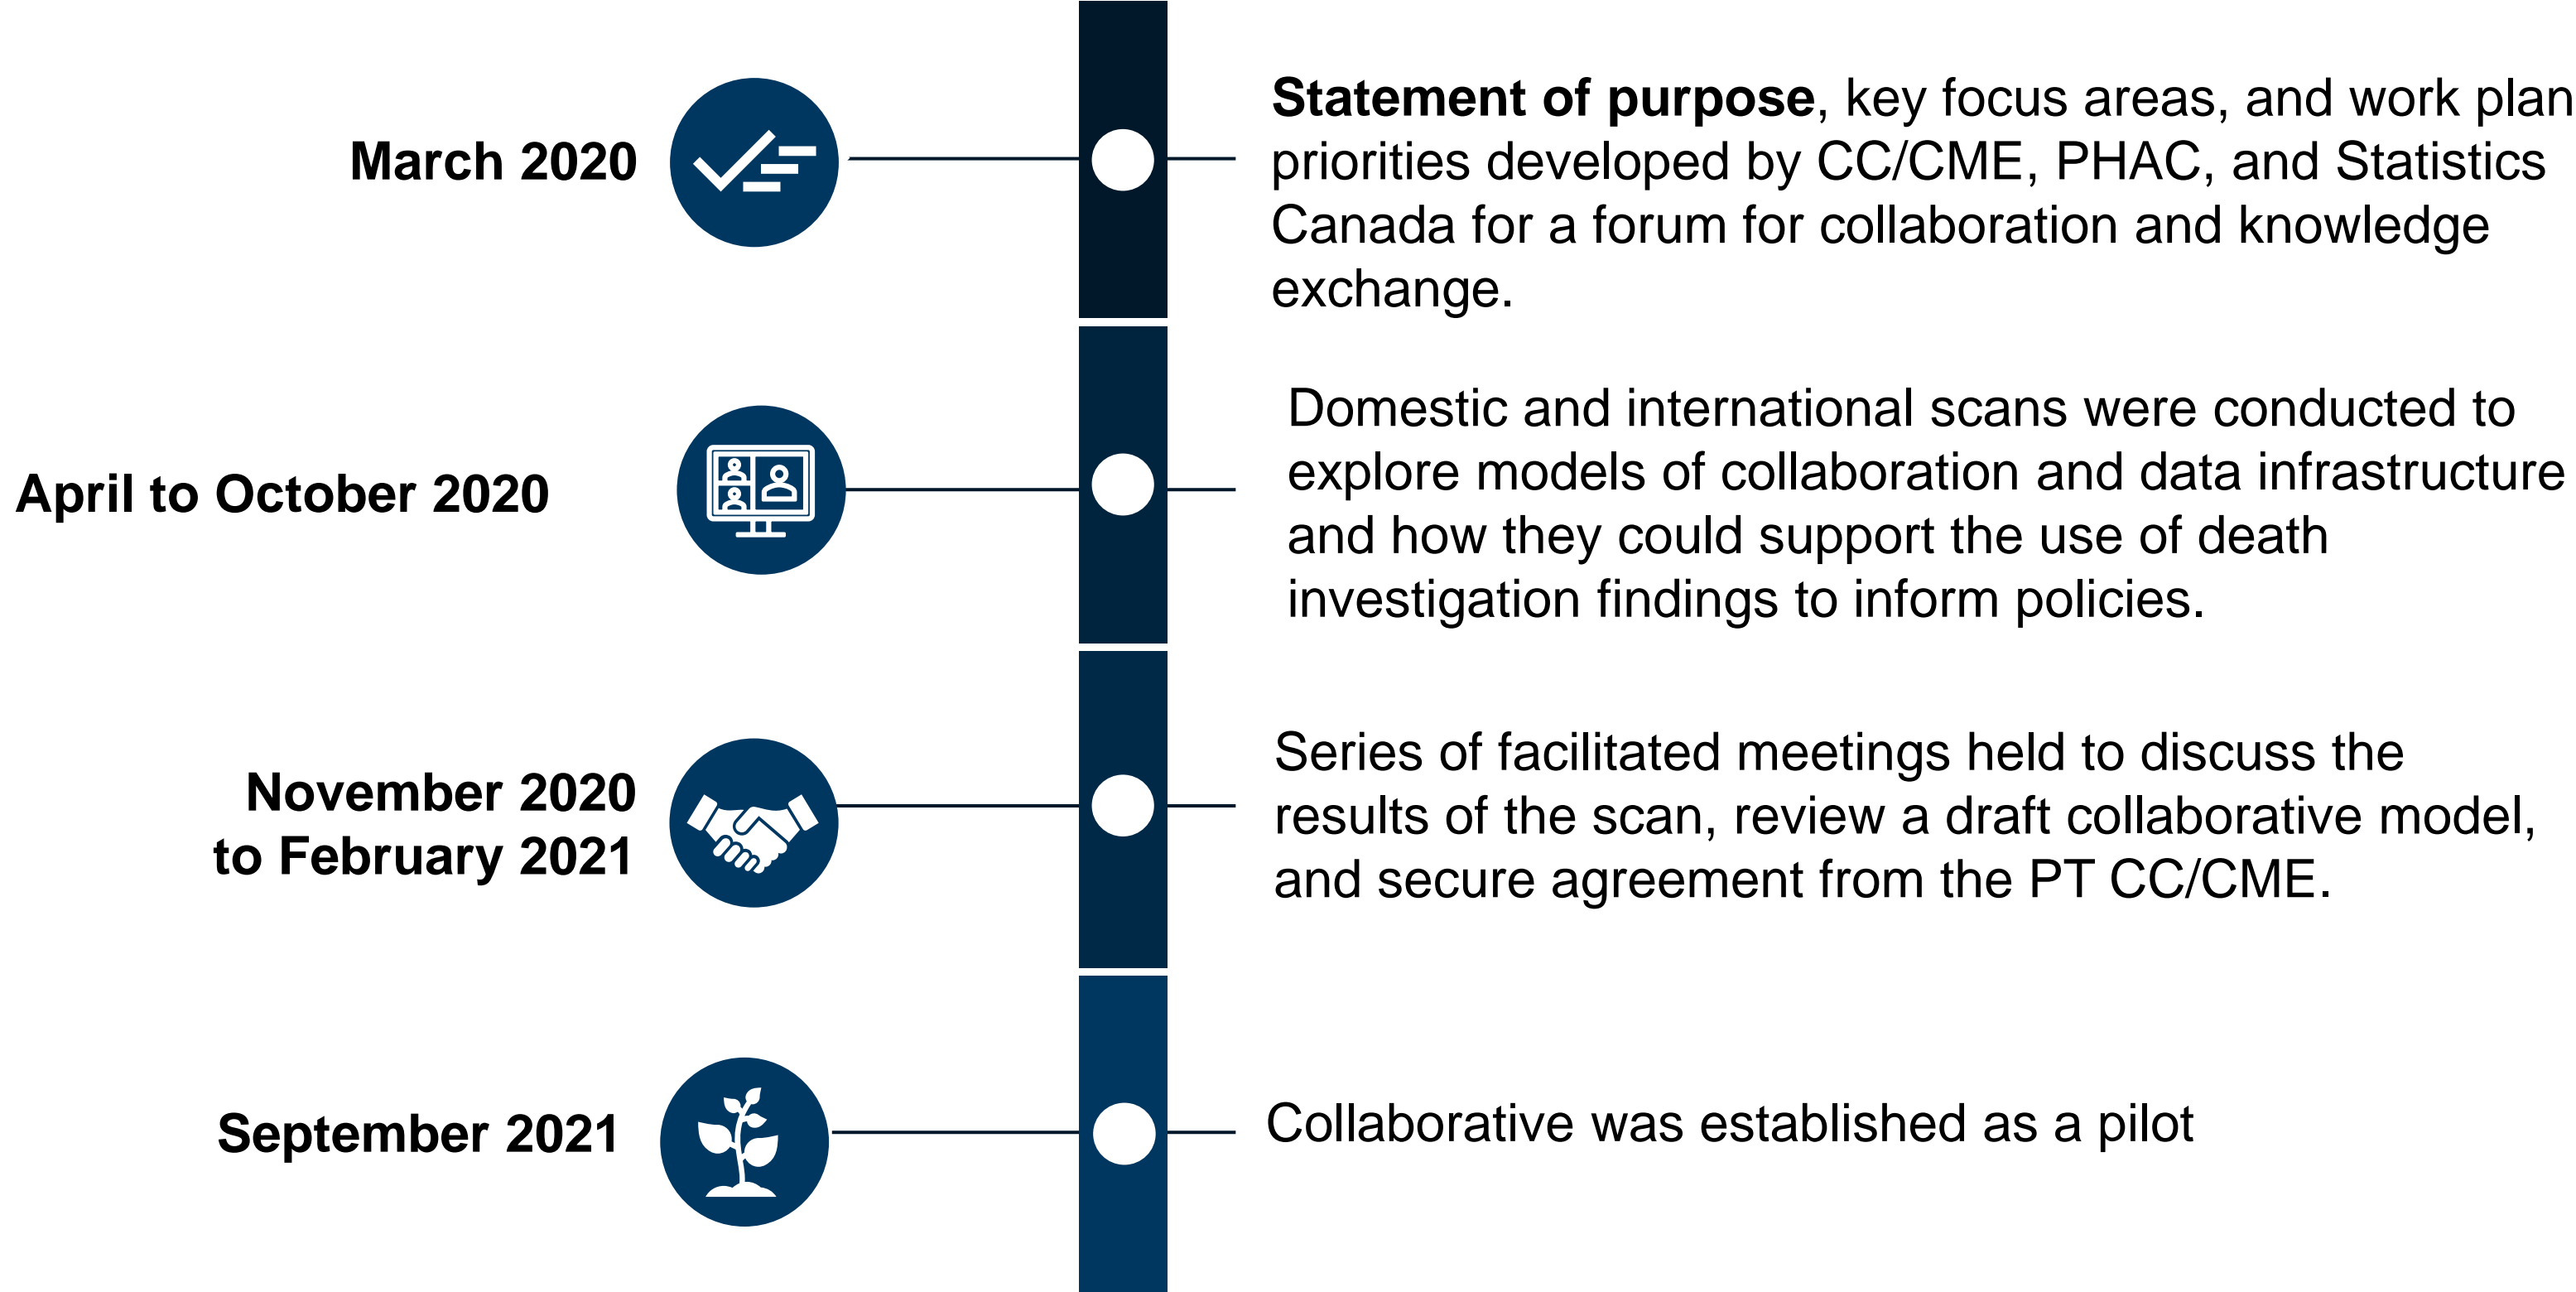 March 2020
Statement of purpose, key focus areas, and work plan
priorities developed by CC/CME, PHAC, and Statistics
Canada for a forum for collaboration and knowledge
exchange.
April to October 2020
Domestic and international scans were conducted to
explore models of collaboration and data infrastructure
and how they could support the use of death
investigation findings to inform policies.
November 2020
to February 2021
Series of facilitated meetings held to discuss the
results of the scan, review a draft collaborative model,
and secure agreement from the PT CC/CME.
September 2021
Collaborative was established as a pilot